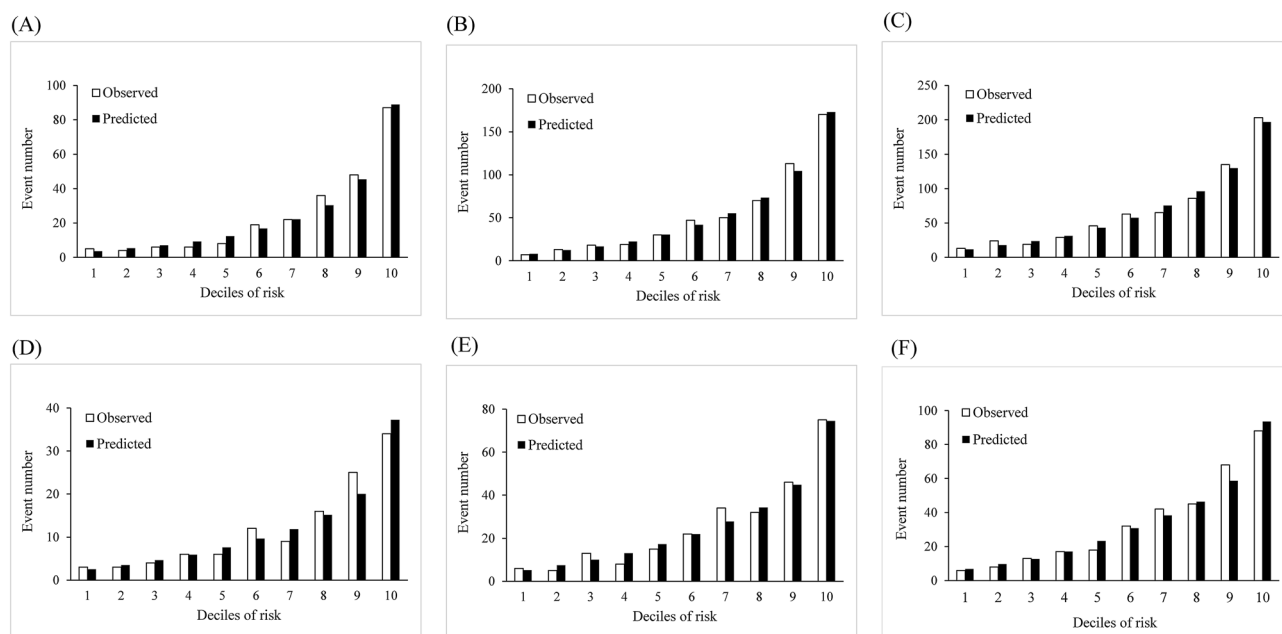 (A)
100
80
60
40
20
0
Event number
Observed
Predicted
1 2 3 4 5 6 7 8 9 10
Deciles of risk
(B)
200
150
100
50
0
Event number
Observed
Predicted
1 2 3 4 5 6 7 8 9 10
Deciles of risk
(C)
250
200
150
100
50
0
Event number
Observed
Predicted
1 2 3 4 5 6 7 8 9 10
Deciles of risk
(D)
40
30
20
10
0
Event number
Observed
Predicted
1 2 3 4 5 6 7 8 9 10
Deciles of risk
(E)
80
60
40
20
0
Event number
Observed
Predicted
1 2 3 4 5 6 7 8 9 10
Deciles of risk
(F)
100
80
60
40
20
0
Event number
Observed
Predicted
1 2 3 4 5 6 7 8 9 10
Deciles of risk